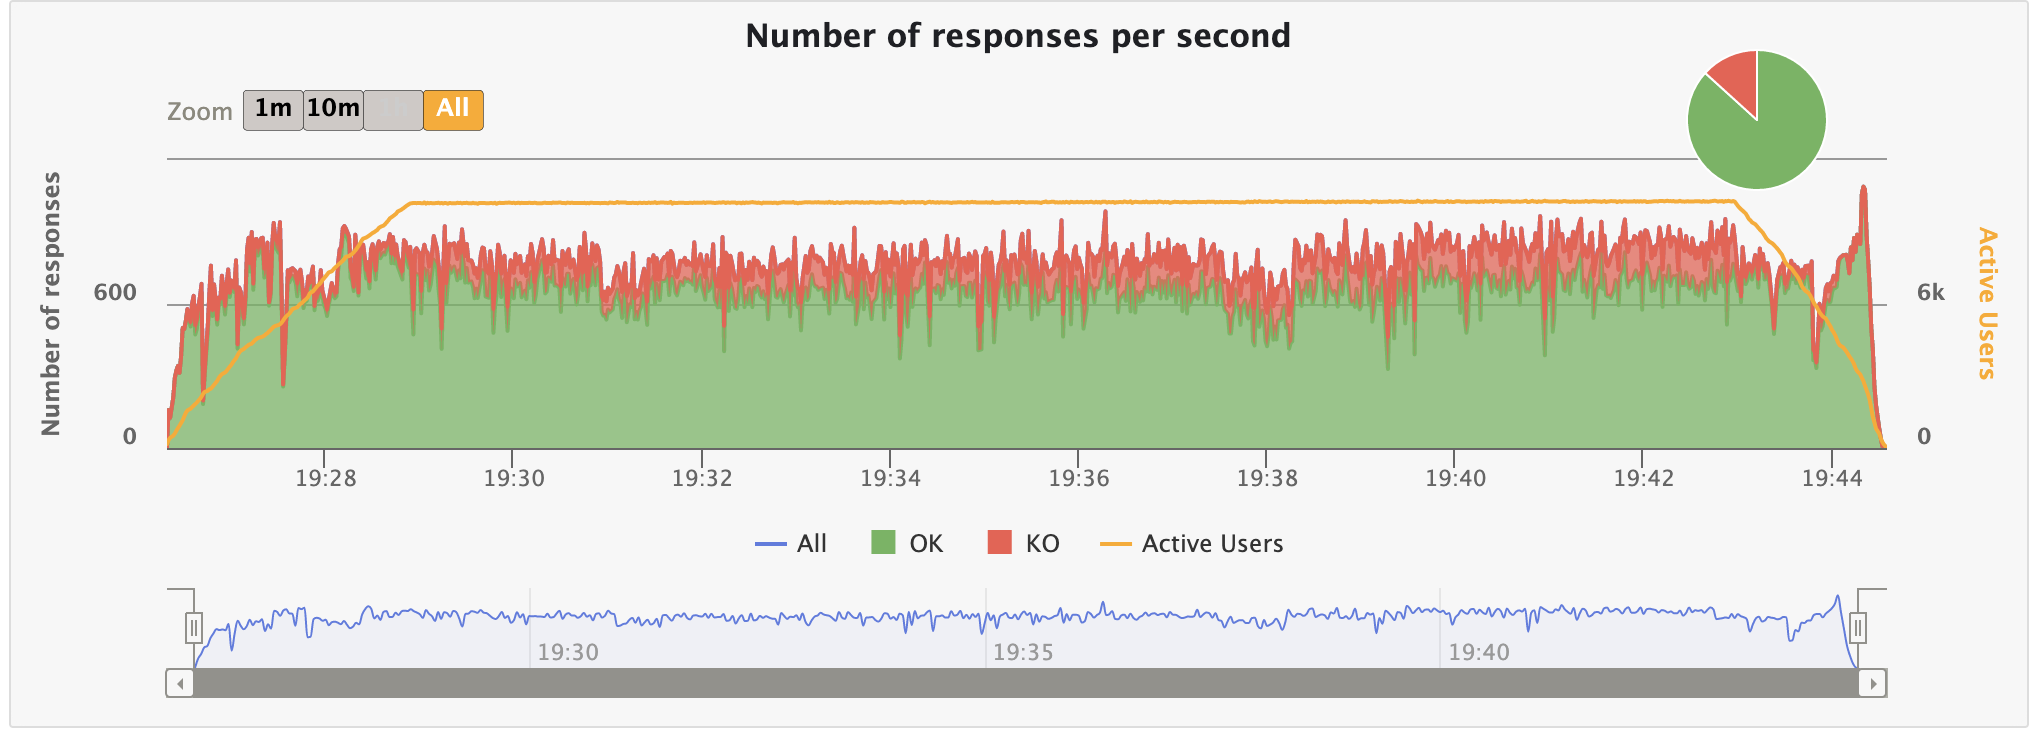 Number of responses per second
Zoom 1m 10m 1h All
Number of responses
600
0
6k
0
Active Users
19:28 19:30 19:32 19:34 19:36 19:38 19:40 19:42 19:44
All OK KO Active Users
19:30 19:35 19:40